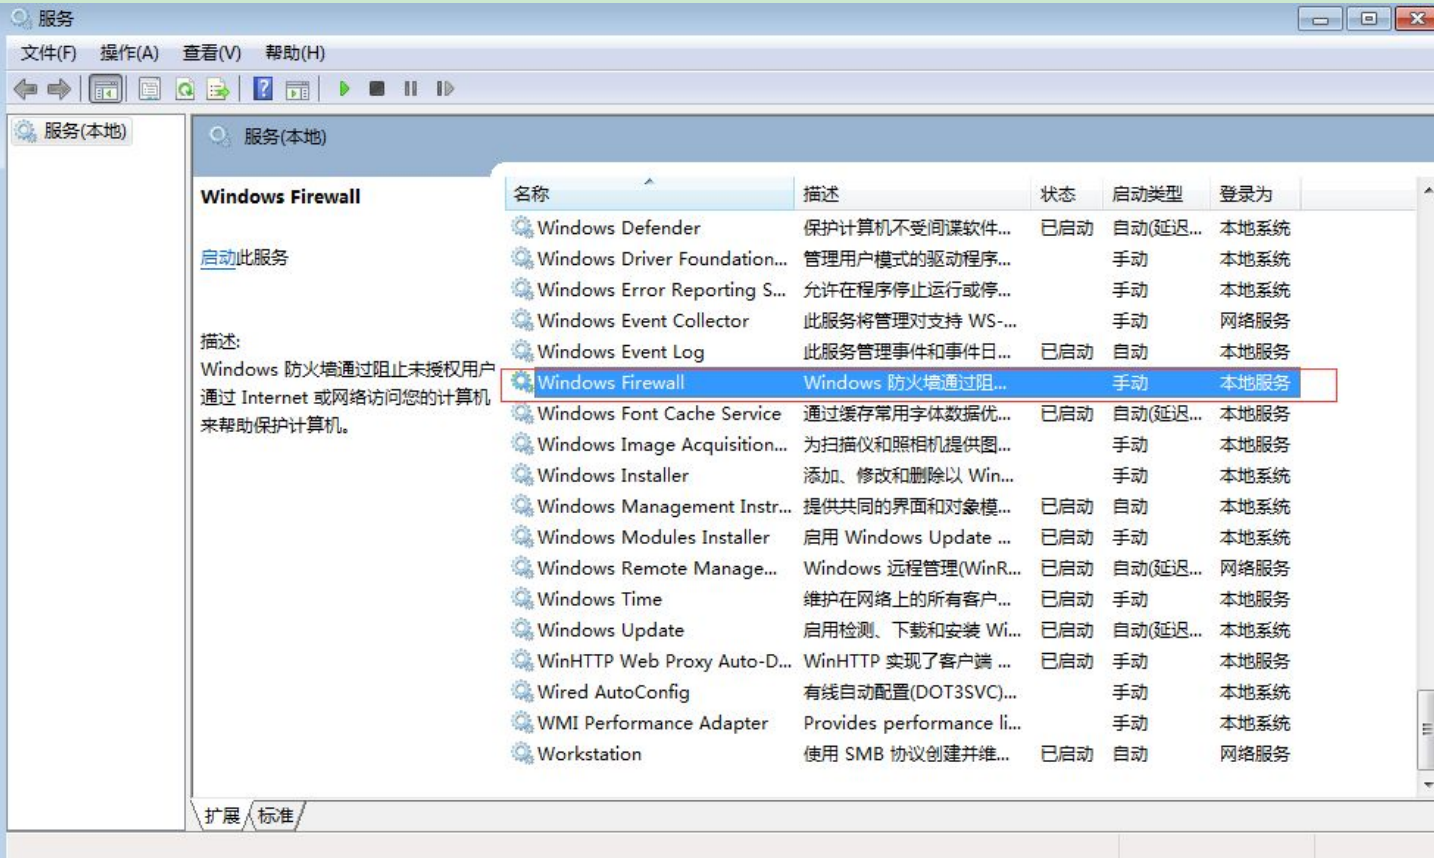 服务
文件(F) 操作(A) 查看(V) 帮助(H)
服务(本地)
服务(本地)
Windows Firewall
启动此服务
描述:
Windows 防火墙通过阻止未授权用户
通过 Internet 或网络访问您的计算机
来帮助保护计算机。
名称 描述 状态 启动类型 登录为
Windows Defender 保护计算机不受间谍软件... 已启动 自动(延迟... 本地系统
Windows Driver Foundation... 管理用户模式的驱动程序... 手动 本地系统
Windows Error Reporting S... 允许在程序停止运行或停... 手动 本地系统
Windows Event Collector 此服务将管理对支持 WS-... 手动 网络服务
Windows Event Log 此服务管理事件和事件日... 已启动 自动 本地服务
Windows Firewall Windows 防火墙通过阻... 手动 本地服务
Windows Font Cache Service 通过缓存常用字体数据优... 已启动 自动(延迟... 本地服务
Windows Image Acquisition... 为扫描仪和照相机提供图... 手动 本地服务
Windows Installer 添加、修改和删除以 Win... 手动 本地系统
Windows Management Instr... 提供共同的界面和对象模... 已启动 自动 本地系统
Windows Modules Installer 启用 Windows Update ... 已启动 手动 本地系统
Windows Remote Manage... Windows 远程管理(WinR... 已启动 自动(延迟... 网络服务
Windows Time 维护在网络上的所有客户... 已启动 手动 本地服务
Windows Update 启用检测、下载和安装 Wi... 已启动 自动(延迟... 本地系统
WinHTTP Web Proxy Auto-D... WinHTTP 实现了客户端 ... 已启动 手动 本地服务
Wired AutoConfig 有线自动配置(DOT3SVC)... 手动 本地系统
WMI Performance Adapter Provides performance li... 手动 本地系统
Workstation 使用 SMB 协议创建并维... 已启动 自动 网络服务
扩展 标准